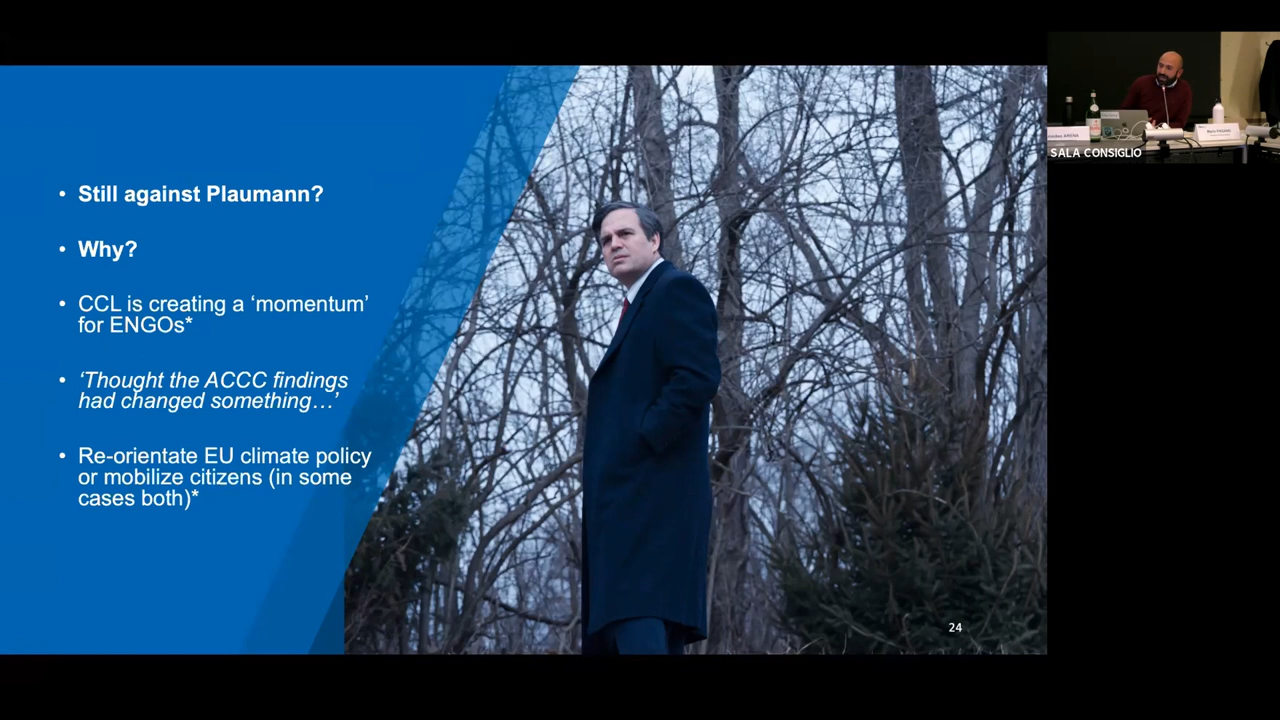 • Still against Plaumann?
• Why?
• CCL is creating a ‘momentum’
for ENGOs*
• ‘Thought the ACCC findings
had changed something…’
• Re-orientate EU climate policy
or mobilize citizens (in some
cases both)*
24
ARENA
SALA CONSIGLIO